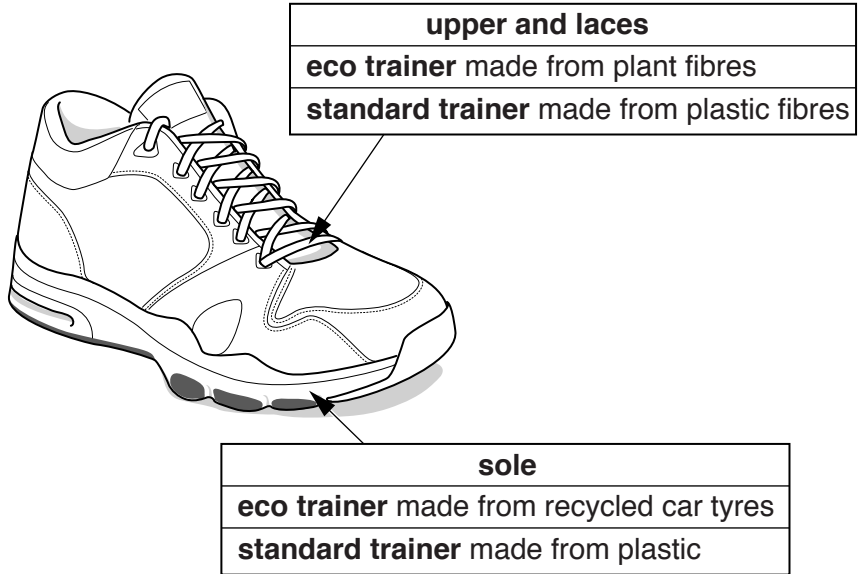 upper and laces
eco trainer made from plant fibres
standard trainer made from plastic fibres
sole
eco trainer made from recycled car tyres
standard trainer made from plastic